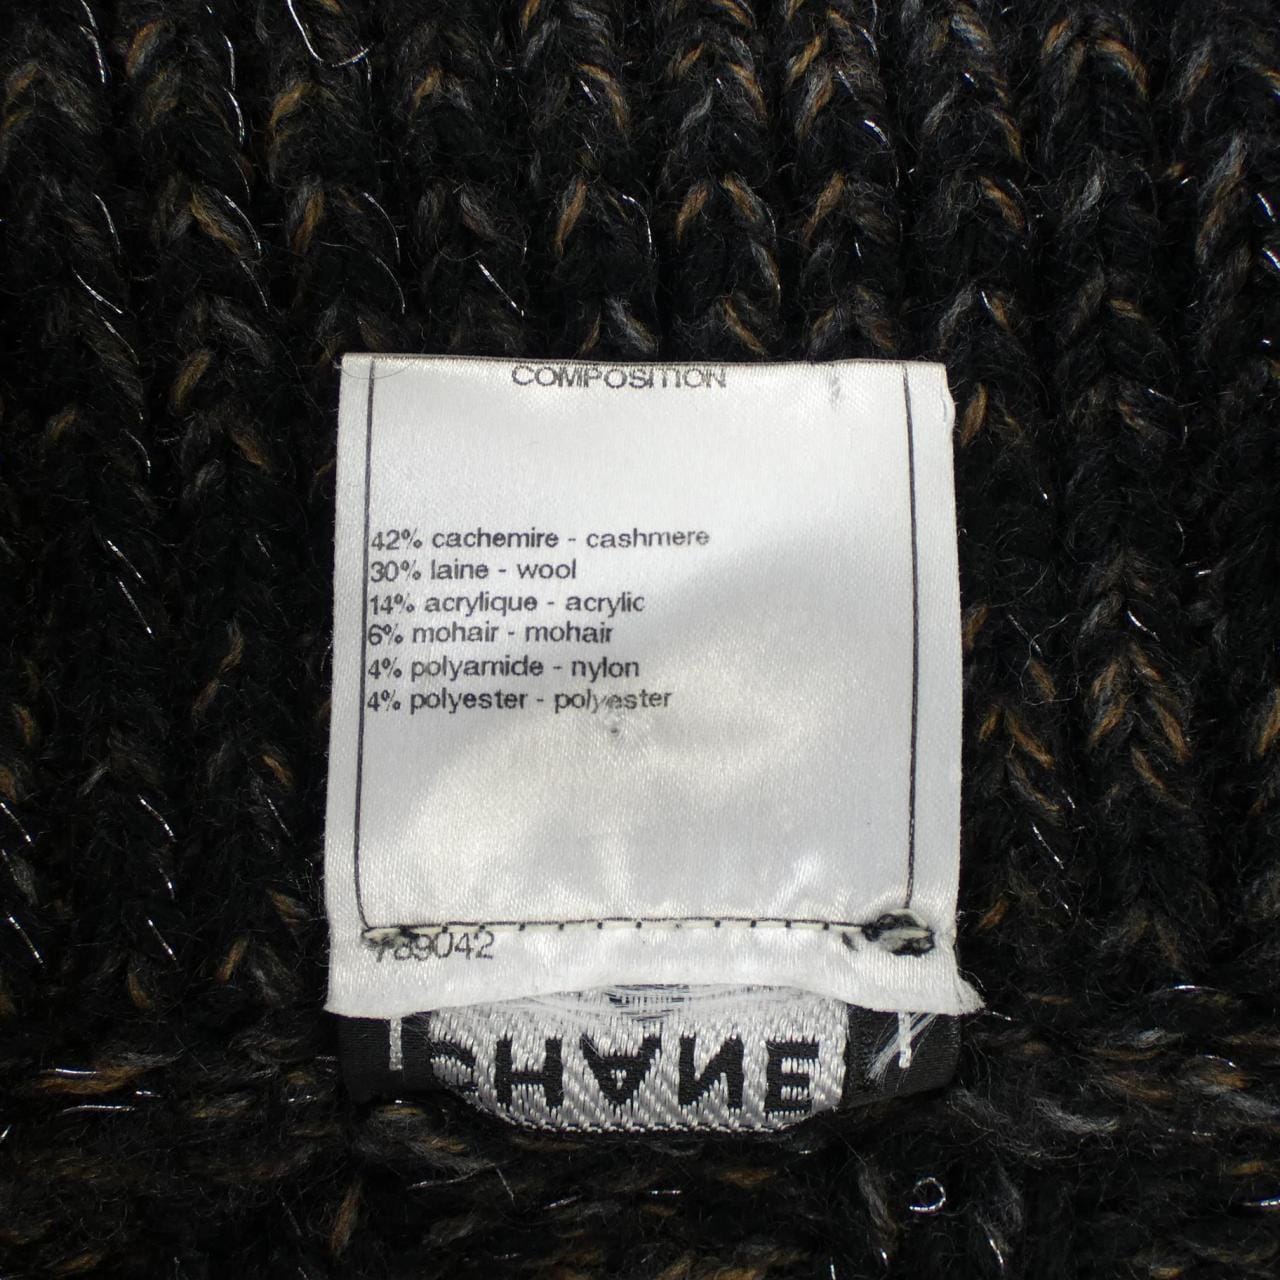 COMPOSITION
42% cachemire - cashmere
30% laine - wool
14% acrylique - acrylic
6% mohair - mohair
4% polyamide - nylon
4% polyester - polyester
789042
CHANE